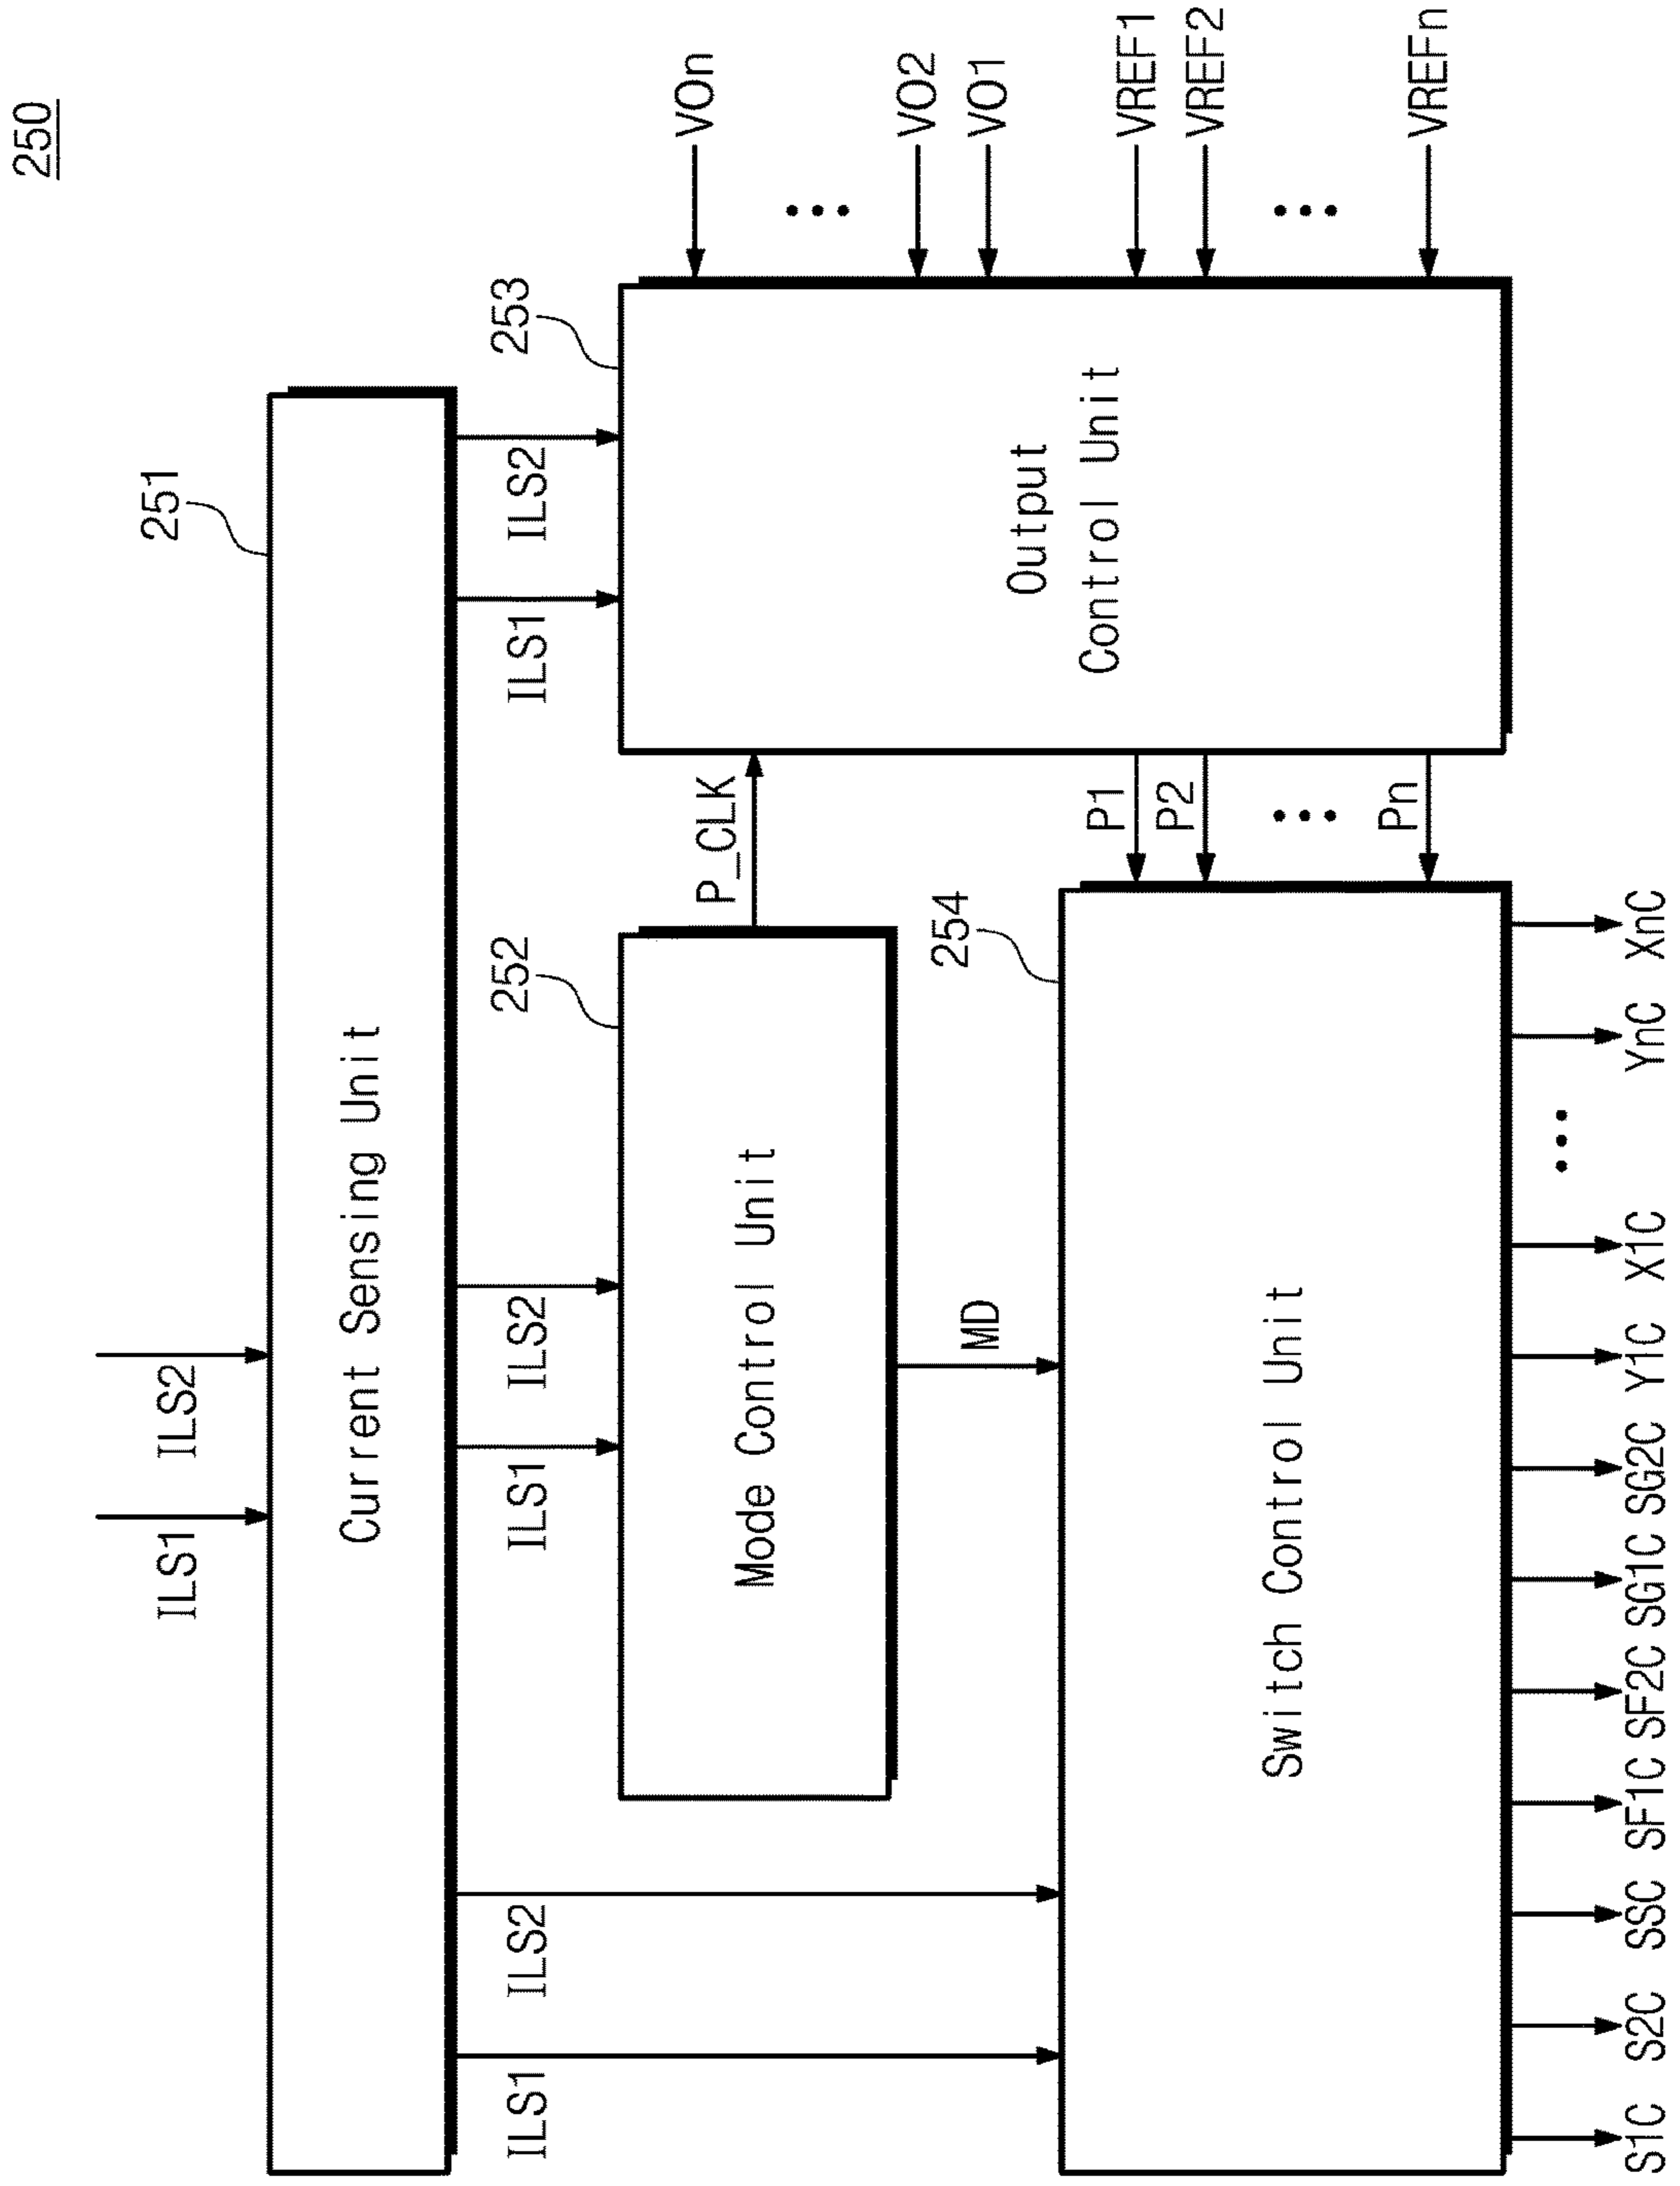 250
ILS1
ILS2
251
Current Sensing Unit
ILS1
ILS2
ILS1
ILS2
ILS1
ILS2
252
Mode Control Unit
P_CLK
253
Output
Control Unit
VOn
VO2
VO1
VREF1
VREF2
VREFn
MD
254
Switch Control Unit
P1
P2
Pn
S1C
S2C
SSC
SF1C
SF2C
SG1C
SG2C
Y1C
X1C
YnC
XnC